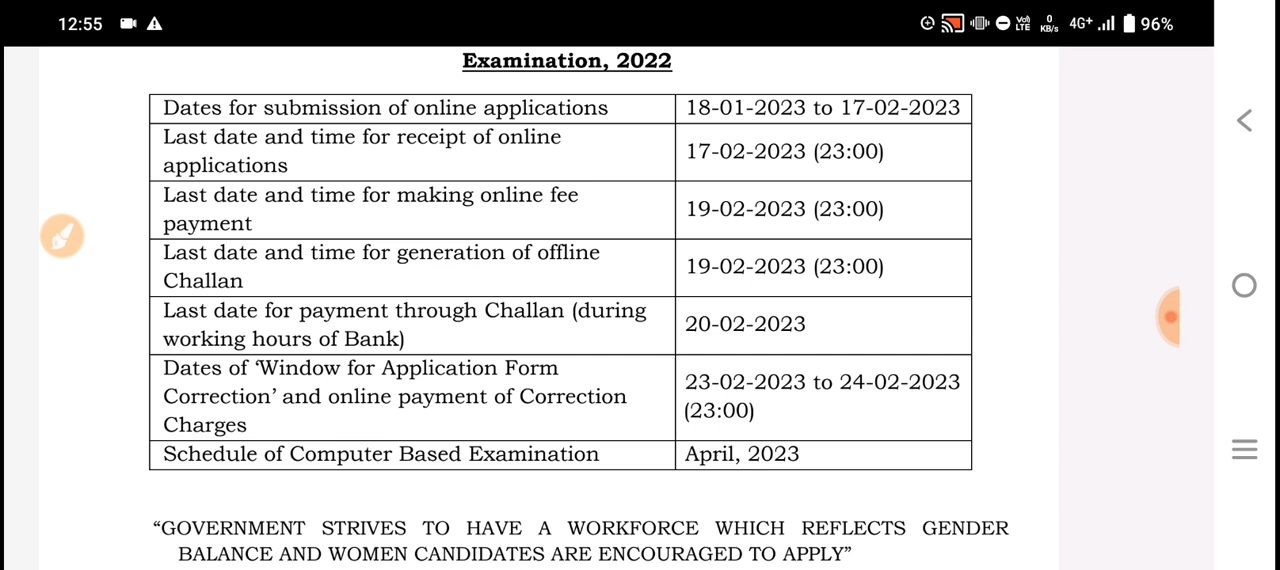 12:55
Vol) LTE
0 KB/s
4G+
96%
Examination, 2022
Dates for submission of online applications
18-01-2023 to 17-02-2023
Last date and time for receipt of online
applications
17-02-2023 (23:00)
Last date and time for making online fee
payment
19-02-2023 (23:00)
Last date and time for generation of offline
Challan
19-02-2023 (23:00)
Last date for payment through Challan (during
working hours of Bank)
20-02-2023
Dates of ‘Window for Application Form
Correction’ and online payment of Correction
Charges
23-02-2023 to 24-02-2023
(23:00)
Schedule of Computer Based Examination
April, 2023
“GOVERNMENT STRIVES TO HAVE A WORKFORCE WHICH REFLECTS GENDER
BALANCE AND WOMEN CANDIDATES ARE ENCOURAGED TO APPLY”